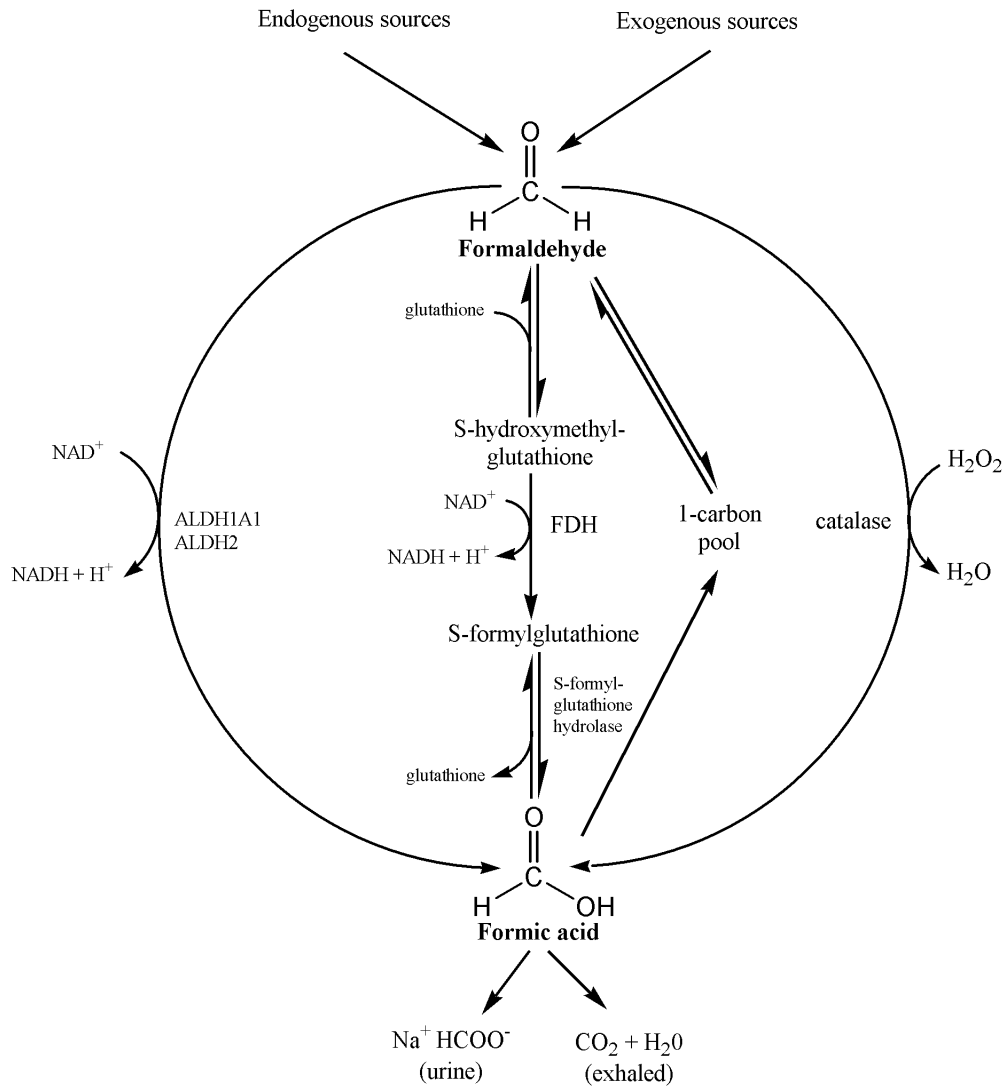 Endogenous sources
Exogenous sources
O
C
H H
Formaldehyde
glutathione
S-hydroxymethyl-
glutathione
NAD⁺
NADH + H⁺
ALDH1A1
ALDH2
NAD⁺
NADH + H⁺
FDH
1-carbon
pool
catalase
H₂O₂
H₂O
S-formylglutathione
S-formyl-
glutathione
hydrolase
glutathione
O
C
H OH
Formic acid
Na⁺ HCOO⁻
(urine)
CO₂ + H₂0
(exhaled)